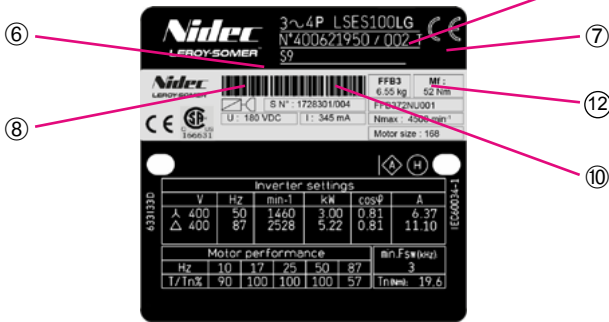 Nidec
LEROY-SOMER
3~4P LSES100LG
N°400621950 / 002 T
S9
CE
⑥
⑦
⑧
⑫
⑩
Nidec
LEROY-SOMER
CE
C US
166631
FFB3
6.55 kg
Mf :
52 Nm
S N° : 1728301/004
FFB372NU001
U : 180 VDC
I : 345 mA
Nmax : 4500 min-1
Motor size : 168
A
H
633133D
IEC60034-1
Inverter settings
V Hz min-1 kW cosφ A
⅄ 400 50 1460 3.00 0.81 6.37
△ 400 87 2528 5.22 0.81 11.10
Motor performance
Hz 10 17 25 50 87
T/Tn% 90 100 100 100 57
min.Fsw(kHz)
3
Tn(Nm): 19.6